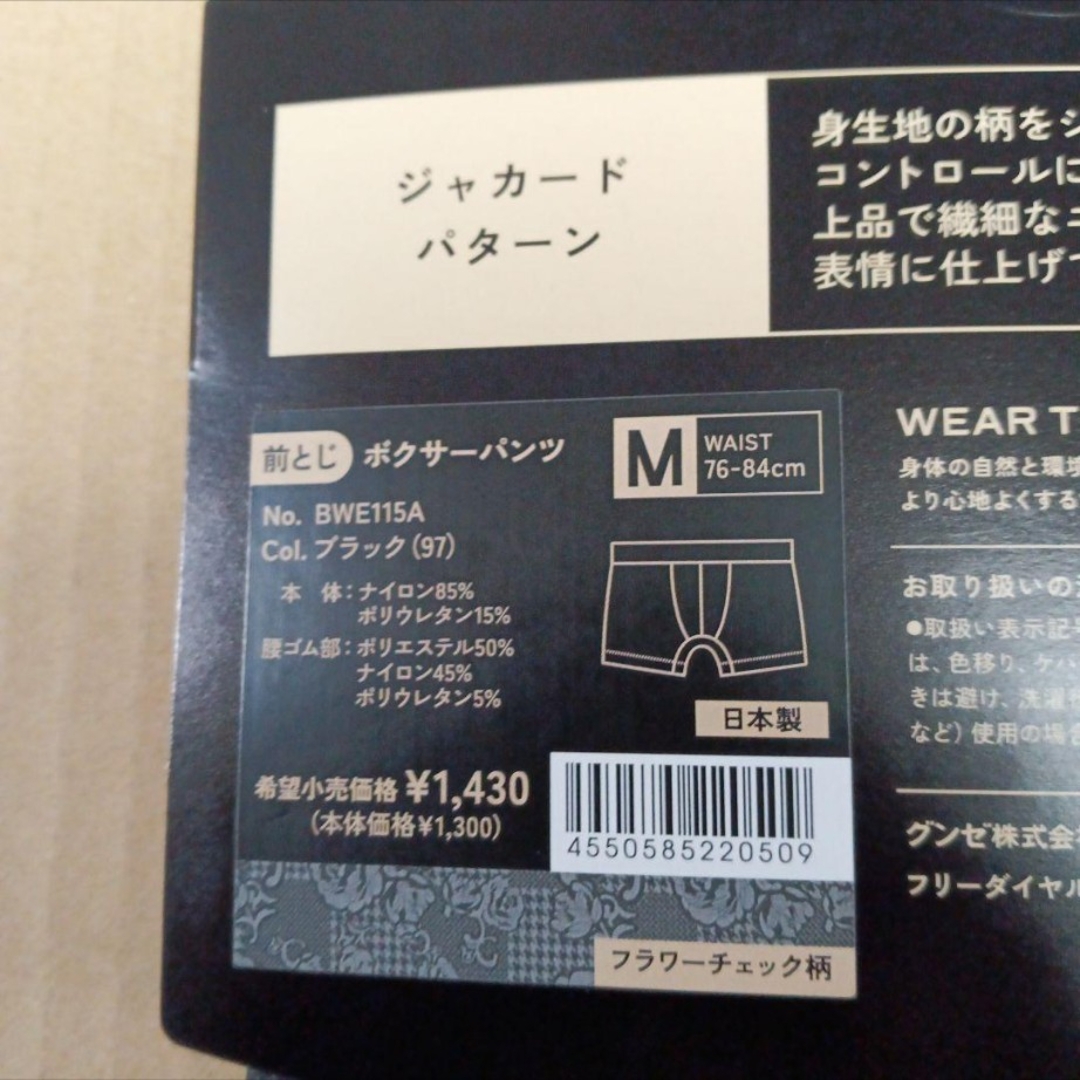 ジャカード
パターン
身生地の柄をジ
コントロールに
上品で繊細な
表情に仕上げ
前とじ ボクサーパンツ
M WAIST
76-84cm
No. BWE115A
Col. ブラック(97)
本 体：ナイロン85%
ポリウレタン15%
腰ゴム部：ポリエステル50%
ナイロン45%
ポリウレタン5%
日本製
希望小売価格 ¥1,430
(本体価格¥1,300)
4550585220509
フラワーチェック柄
WEAR T
身体の自然と環境
より心地よくする
お取り扱いの
●取扱い表示記号
は、色移り、ケバ
きは避け、洗濯
など)使用の場合
グンゼ株式会
フリーダイヤル